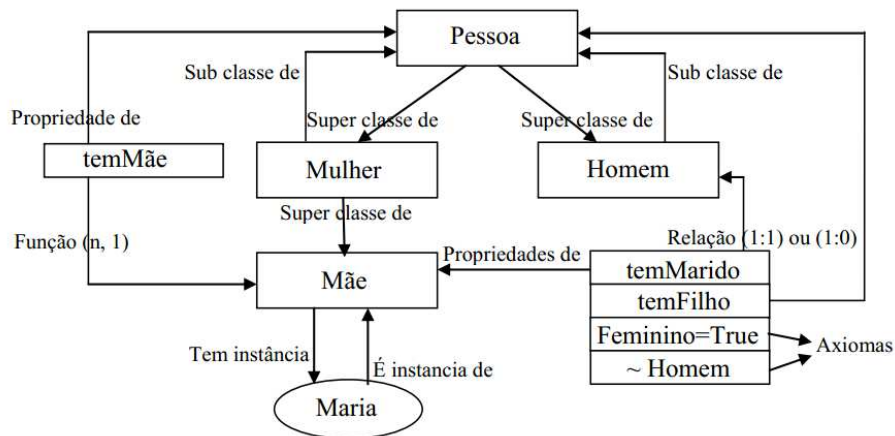 Pessoa
Sub classe de
Sub classe de
Propriedade de
Super classe de
Super classe de
temMãe
Mulher
Homem
Super classe de
Função (n, 1)
Relação (1:1) ou (1:0)
Propriedades de
temMarido
Mãe
temFilho
Feminino=True
Axiomas
Tem instância
É instancia de
~ Homem
Maria